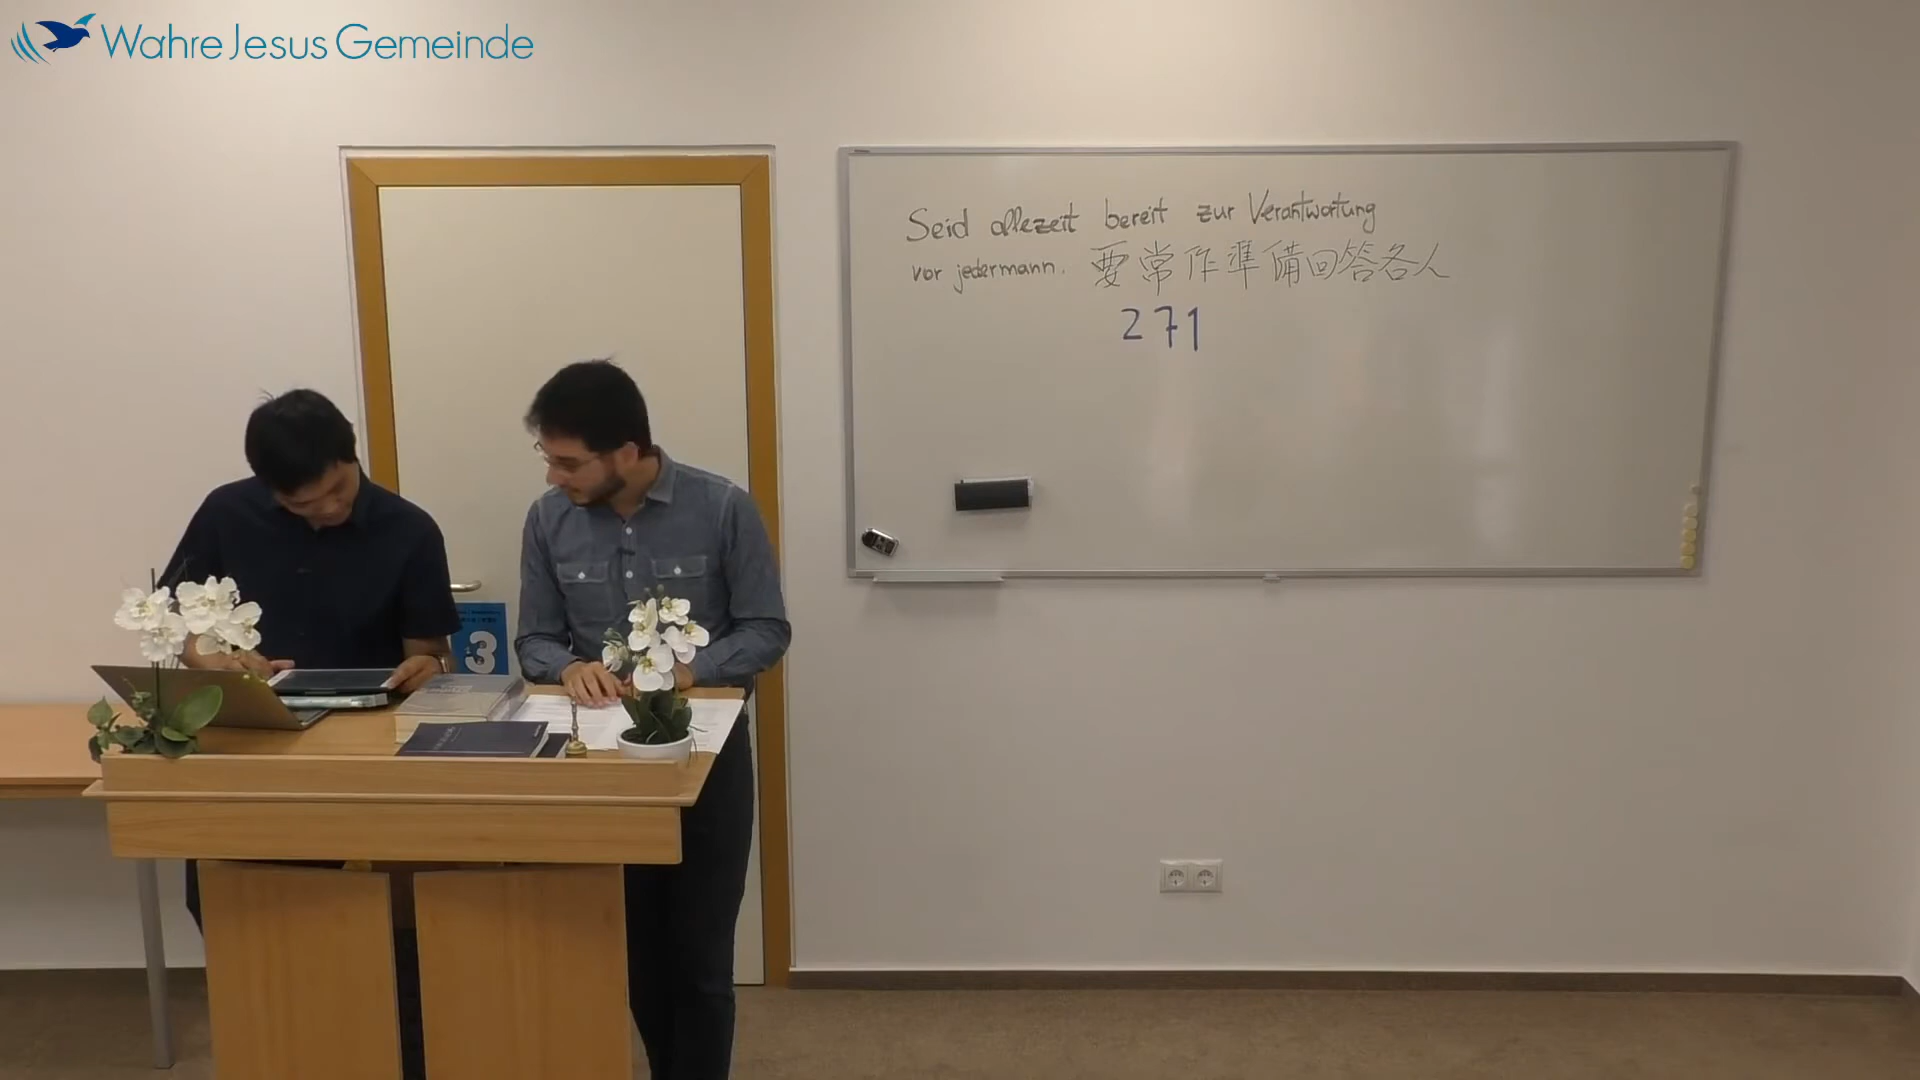 Wahre Jesus Gemeinde
Seid allezeit bereit zur Verantwortung
vor jedermann. 要常作準備回答各人
271
3